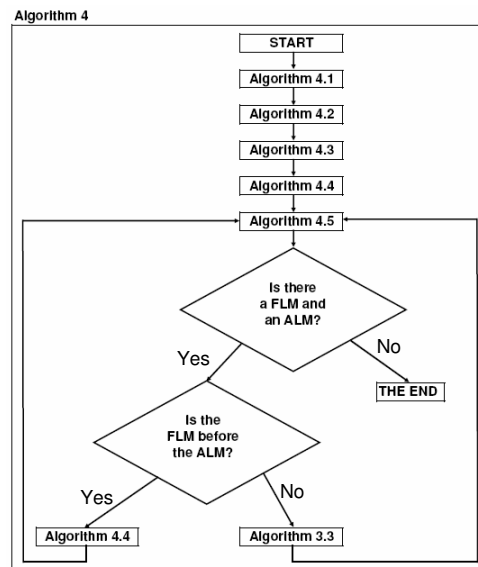 Algorithm 4
START
Algorithm 4.1
Algorithm 4.2
Algorithm 4.3
Algorithm 4.4
Algorithm 4.5
Is there
a FLM and
an ALM?
Yes
No
THE END
Is the
FLM before
the ALM?
Yes
No
Algorithm 4.4
Algorithm 3.3